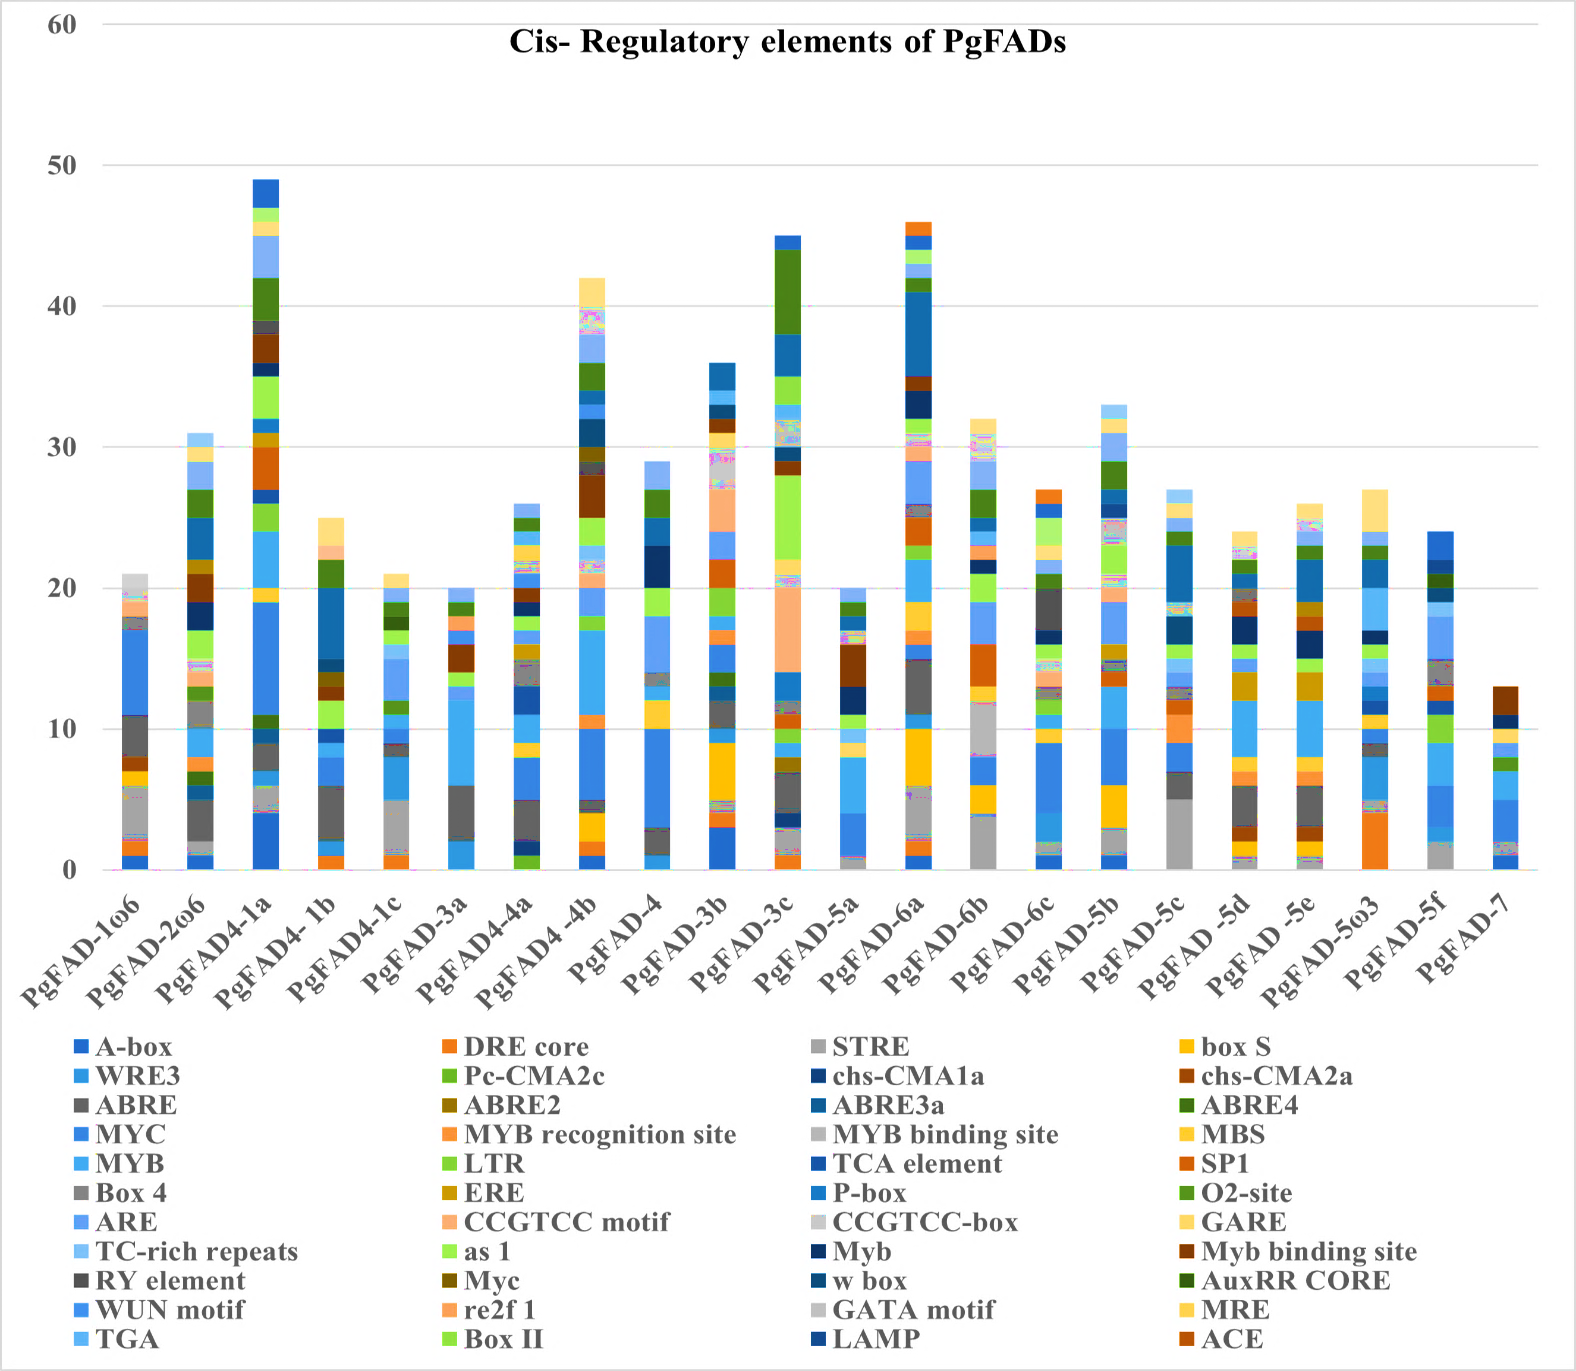 Cis- Regulatory elements of PgFADs
60
50
40
30
20
10
0
PgFAD-1ω6
PgFAD-2ω6
PgFAD4-1a
PgFAD4- 1b
PgFAD4-1c
PgFAD-3a
PgFAD4-4a
PgFAD4 -4b
PgFAD-4
PgFAD-3b
PgFAD-3c
PgFAD-5a
PgFAD-6a
PgFAD-6b
PgFAD-6c
PgFAD-5b
PgFAD-5c
PgFAD -5d
PgFAD -5e
PgFAD-5ω3
PgFAD-5f
PgFAD-7
A-box DRE core STRE box S
WRE3 Pc-CMA2c chs-CMA1a chs-CMA2a
ABRE ABRE2 ABRE3a ABRE4
MYC MYB recognition site MYB binding site MBS
MYB LTR TCA element SP1
Box 4 ERE P-box O2-site
ARE CCGTCC motif CCGTCC-box GARE
TC-rich repeats as 1 Myb Myb binding site
RY element Myc w box AuxRR CORE
WUN motif re2f 1 GATA motif MRE
TGA Box II LAMP ACE